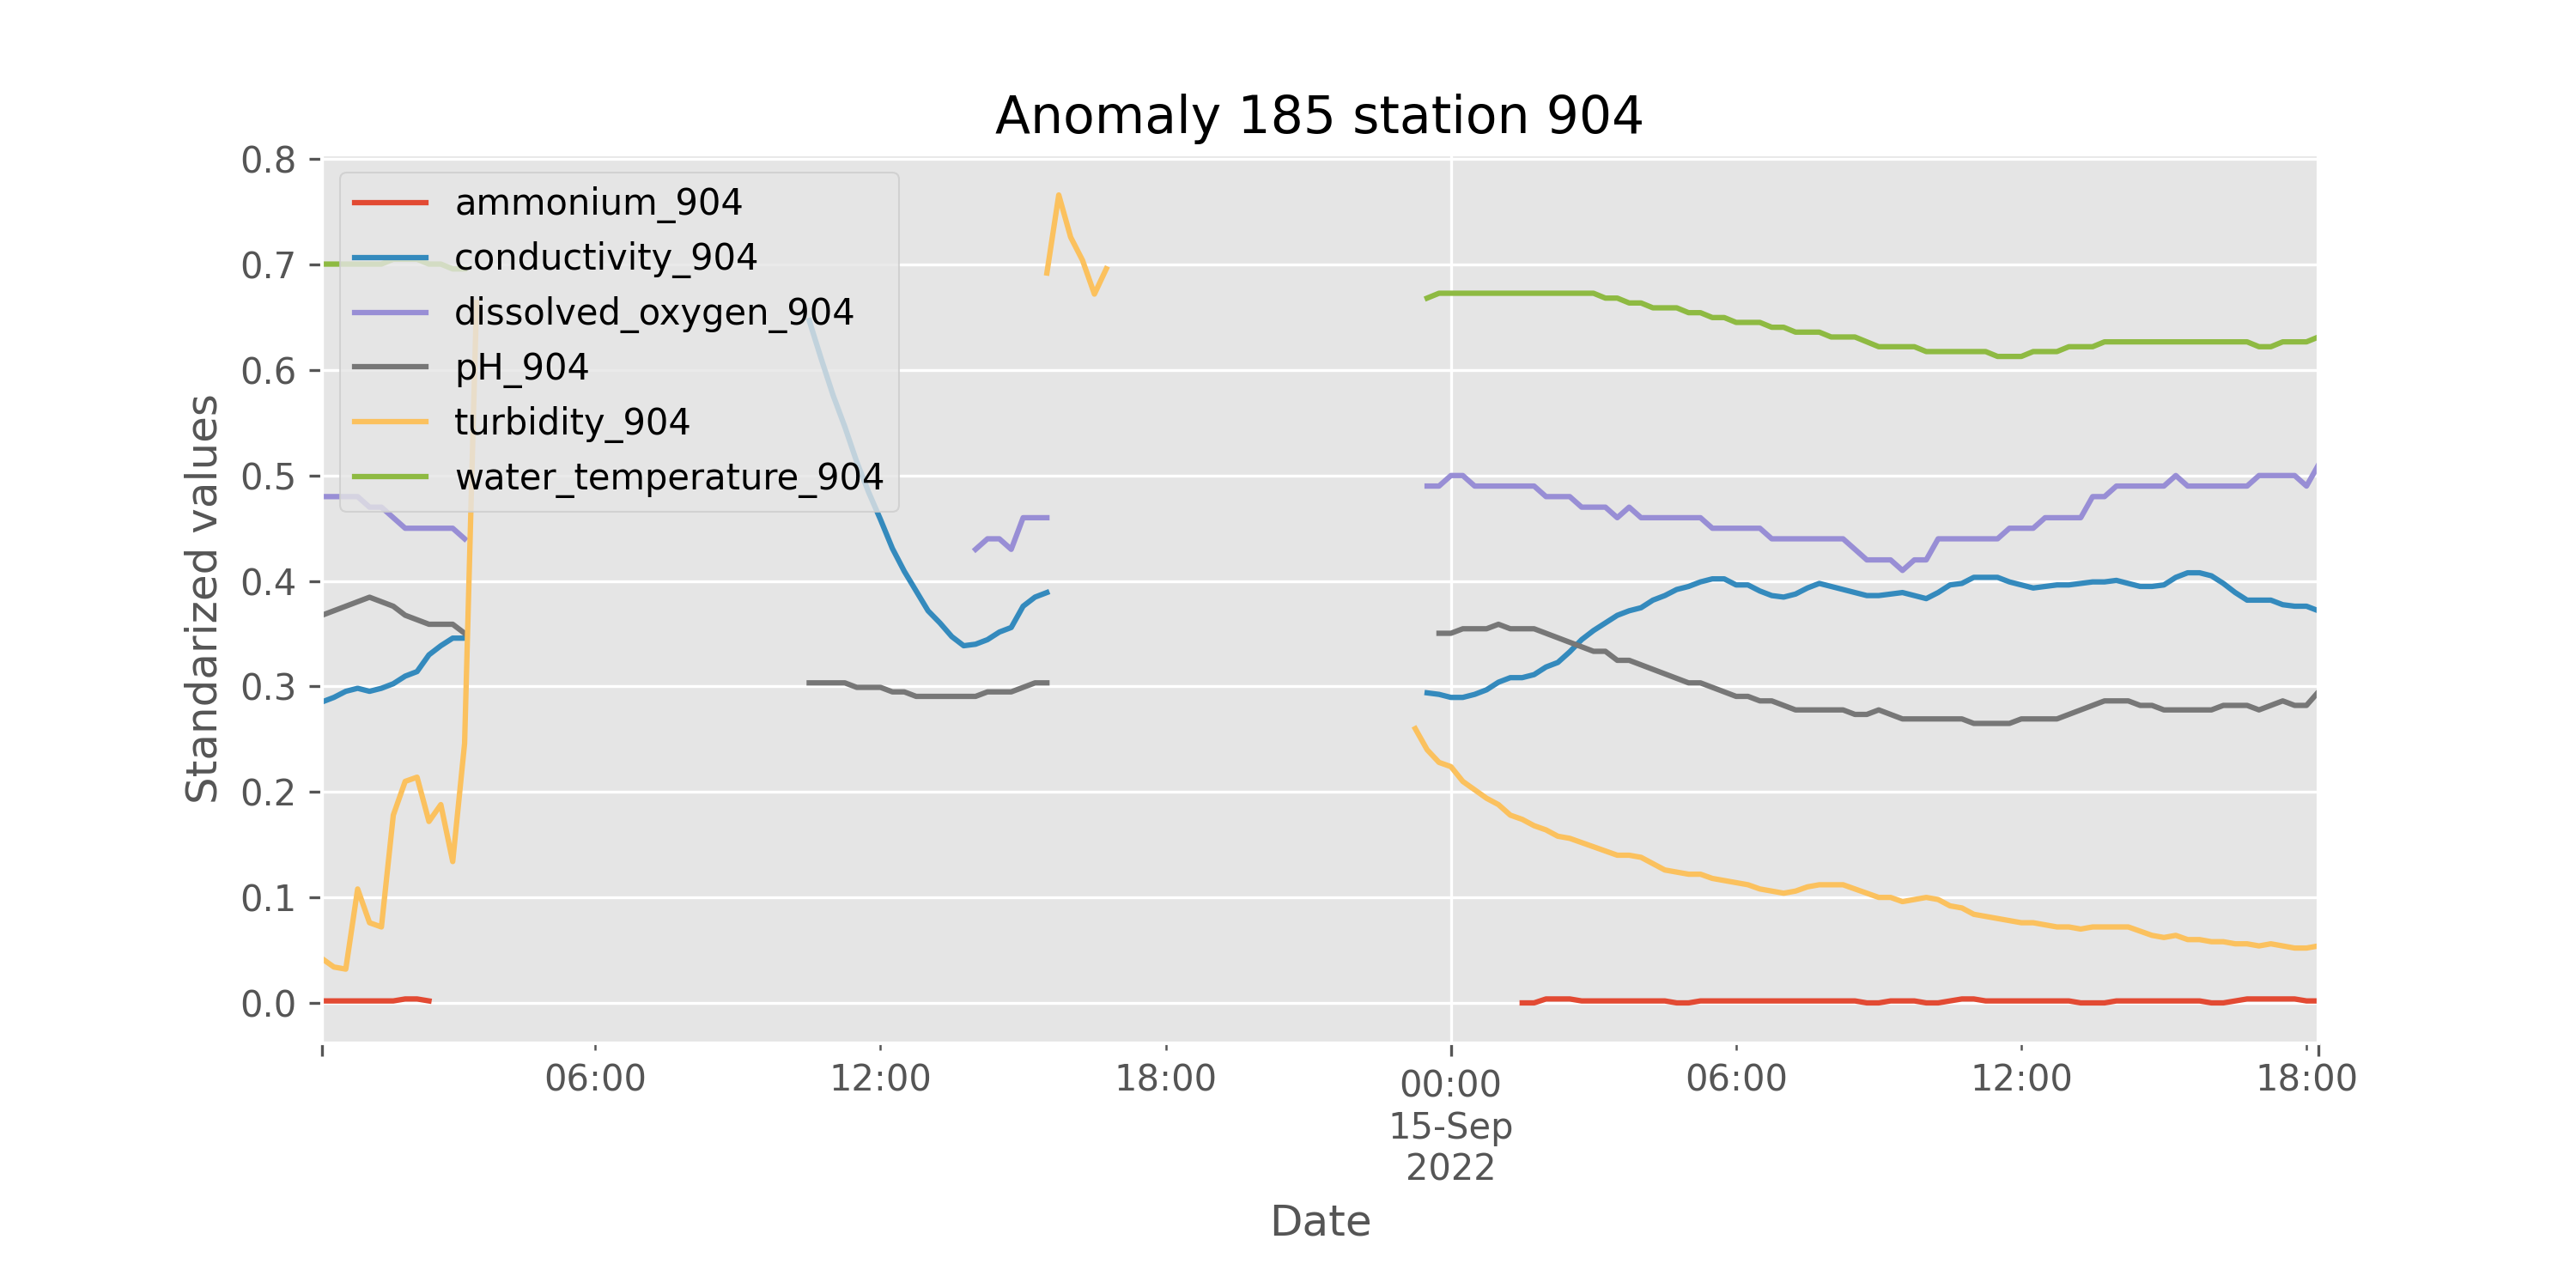 Anomaly 185 station 904
ammonium_904
conductivity_904
dissolved_oxygen_904
pH_904
turbidity_904
water_temperature_904
Standarized values
0.8
0.7
0.6
0.5
0.4
0.3
0.2
0.1
0.0
06:00 12:00 18:00 00:00 06:00 12:00 18:00
15-Sep
2022
Date